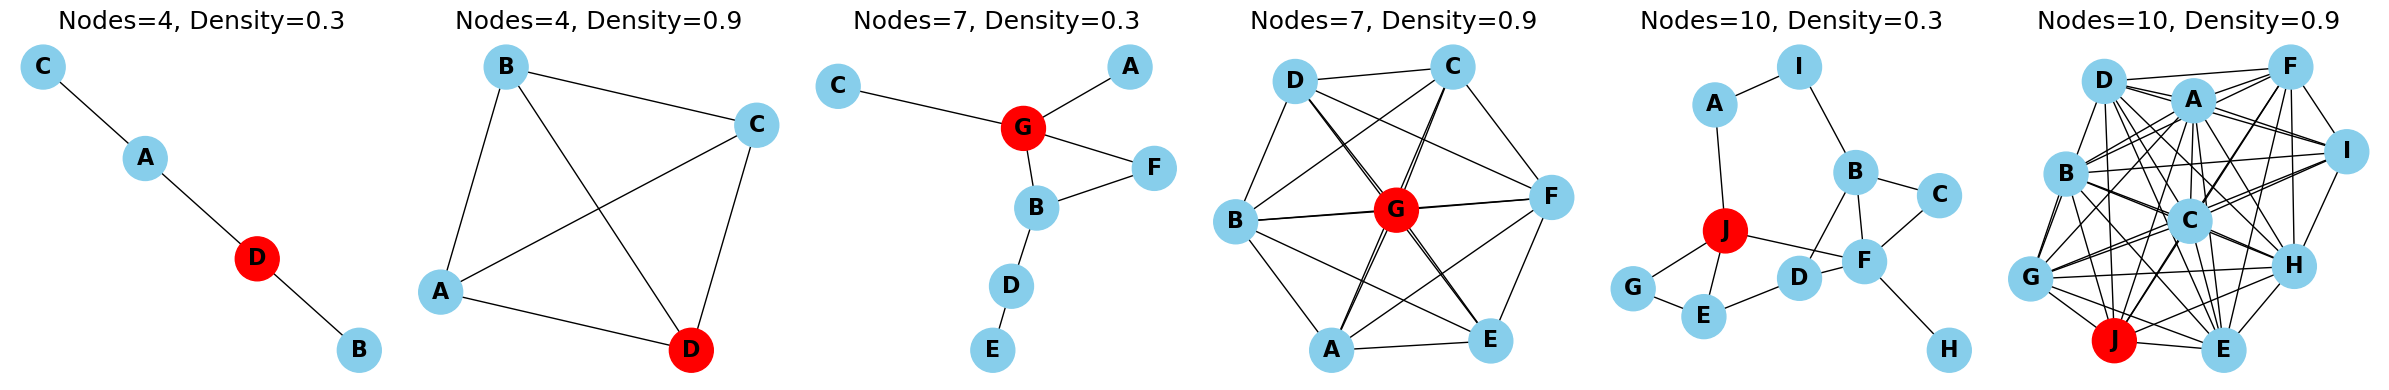 Nodes=4, Density=0.3
C
A
D
B
Nodes=4, Density=0.9
B
C
A
D
Nodes=7, Density=0.3
A
C
G
F
B
D
E
Nodes=7, Density=0.9
C
D
F
G
B
E
A
Nodes=10, Density=0.3
I
A
B
C
J
F
D
G
E
H
Nodes=10, Density=0.9
F
D
A
I
B
C
H
G
J
E